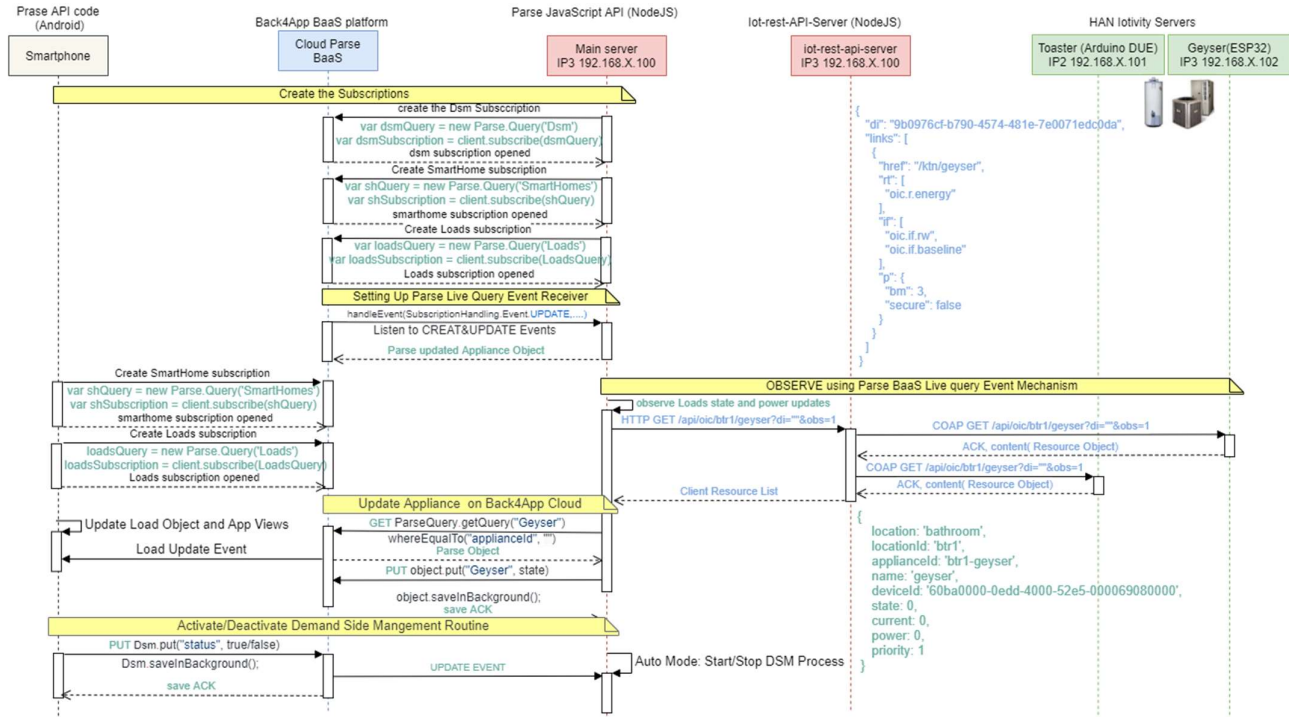 Prase API code
(Android)
Back4App BaaS platform
Parse JavaScript API (NodeJS)
Iot-rest-API-Server (NodeJS)
HAN Iotivity Servers
Smartphone
Cloud Parse
BaaS
Main server
IP3 192.168.X.100
iot-rest-api-server
IP3 192.168.X.100
Toaster (Arduino DUE)
IP2 192.168.X.101
Geyser(ESP32)
IP3 192.168.X.102
Create the Subscriptions
create the Dsm Subsccription
var dsmQuery = new Parse.Query('Dsm')
var dsmSubscription = client.subscribe(dsmQuery)
dsm subscription opened
Create SmartHome subscription
var shQuery = new Parse.Query('SmartHomes')
var shSubscription = client.subscribe(shQuery)
smarthome subscription opened
Create Loads subscription
var loadsQuery = new Parse.Query('Loads')
var loadsSubscription = client.subscribe(LoadsQuery)
Loads subscription opened
Setting Up Parse Live Query Event Receiver
handleEvent(SubscriptionHandling.Event.UPDATE,....)
Listen to CREAT&UPDATE Events
Parse updated Appliance Object
{
"di": "9b0976cf-b790-4574-481e-7e0071edc0da",
"links": [
{
"href": "/ktn/geyser",
"rt": [
"oic.r.energy"
],
"if": [
"oic.if.rw",
"oic.if.baseline"
],
"p": {
"bm": 3,
"secure": false
}
}
]
}
Create SmartHome subscription
var shQuery = new Parse.Query('SmartHomes')
var shSubscription = client.subscribe(shQuery)
smarthome subscription opened
Create Loads subscription
loadsQuery = new Parse.Query('Loads')
loadsSubscription = client.subscribe(LoadsQuery)
Loads subscription opened
OBSERVE using Parse BaaS Live query Event Mechanism
observe Loads state and power updates
HTTP GET /api/oic/btr1/geyser?di=""&obs=1
COAP GET /api/oic/btr1/geyser?di=""&obs=1
ACK, content( Resource Object)
COAP GET /api/oic/btr1/geyser?di=""&obs=1
ACK, content( Resource Object)
Client Resource List
Update Appliance on Back4App Cloud
Update Load Object and App Views
GET ParseQuery.getQuery("Geyser")
whereEqualTo("applianceId", "")
Parse Object
Load Update Event
PUT object.put("Geyser", state)
object.saveInBackground();
save ACK
{
location: 'bathroom',
locationId: 'btr1',
applianceId: 'btr1-geyser',
name: 'geyser',
deviceId: '60ba0000-0edd-4000-52e5-000069080000',
state: 0,
current: 0,
power: 0,
priority: 1
}
Activate/Deactivate Demand Side Mangement Routine
PUT Dsm.put("status", true/false)
Dsm.saveInBackground();
save ACK
UPDATE EVENT
Auto Mode: Start/Stop DSM Process